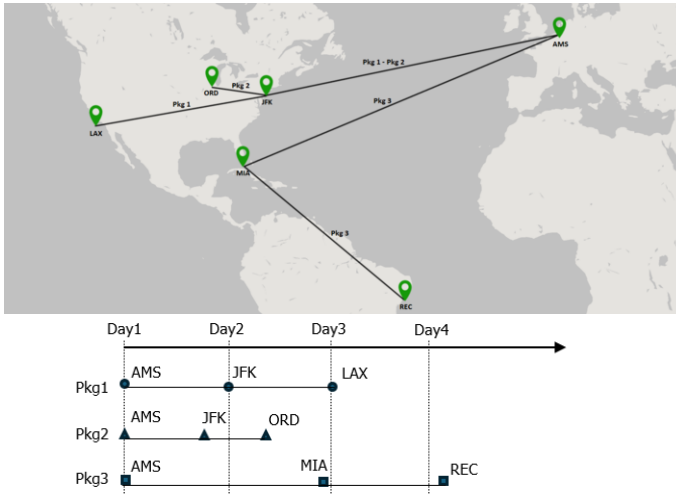 AMS
Pkg 1 - Pkg 2
ORD
Pkg 2
JFK
Pkg 3
Pkg 1
LAX
MIA
Pkg 3
REC
Day1 Day2 Day3 Day4
Pkg1 AMS JFK LAX
Pkg2 AMS JFK ORD
Pkg3 AMS MIA REC